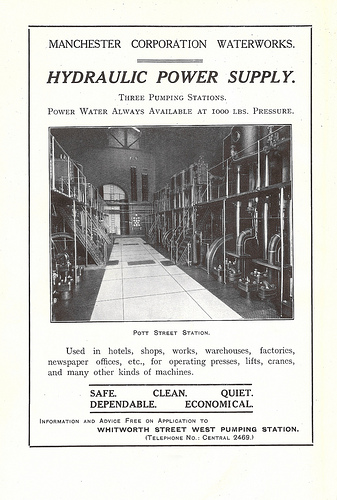 MANCHESTER CORPORATION WATERWORKS.
HYDRAULIC POWER SUPPLY.
THREE PUMPING STATIONS.
POWER WATER ALWAYS AVAILABLE AT 1000 LBS. PRESSURE.
POTT STREET STATION.
Used in hotels, shops, works, warehouses, factories,
newspaper offices, etc., for operating presses, lifts, cranes,
and many other kinds of machines.
SAFE. CLEAN. QUIET.
DEPENDABLE. ECONOMICAL.
INFORMATION AND ADVICE FREE ON APPLICATION TO
WHITWORTH STREET WEST PUMPING STATION.
(TELEPHONE NO.: CENTRAL 2469.)